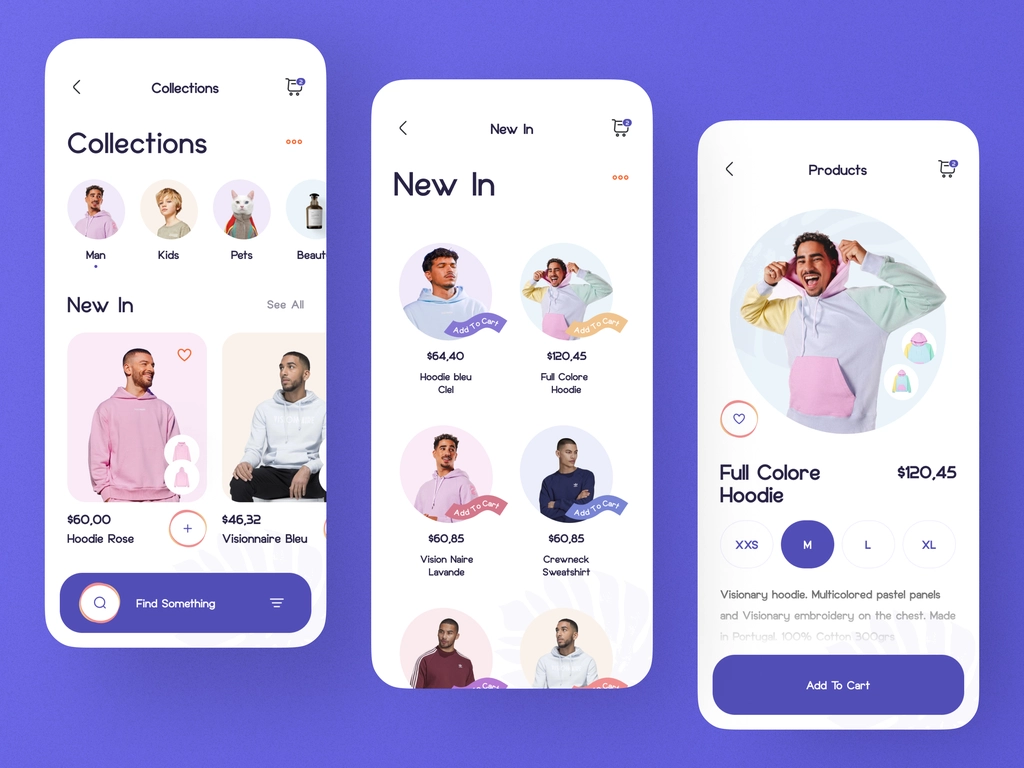 Collections
2
Collections
Man
Kids
Pets
Beaut
New In
See All
$60,00
Hoodie Rose
$46,32
Visionnaire Bleu
Find Something
New In
2
New In
Add To Cart
Add To Cart
$64,40
$120,45
Hoodie bleu
Clel
Full Colore
Hoodie
Add To Cart
Add To Cart
$60,85
$60,85
Vision Naire
Lavande
Crewneck
Sweatshirt
Products
2
Full Colore
Hoodie
$120,45
XXS
M
L
XL
Visionary hoodie. Multicolored pastel panels
and Visionary embroidery on the chest. Made
in Portugal. 100% Cotton 300grs
Add To Cart